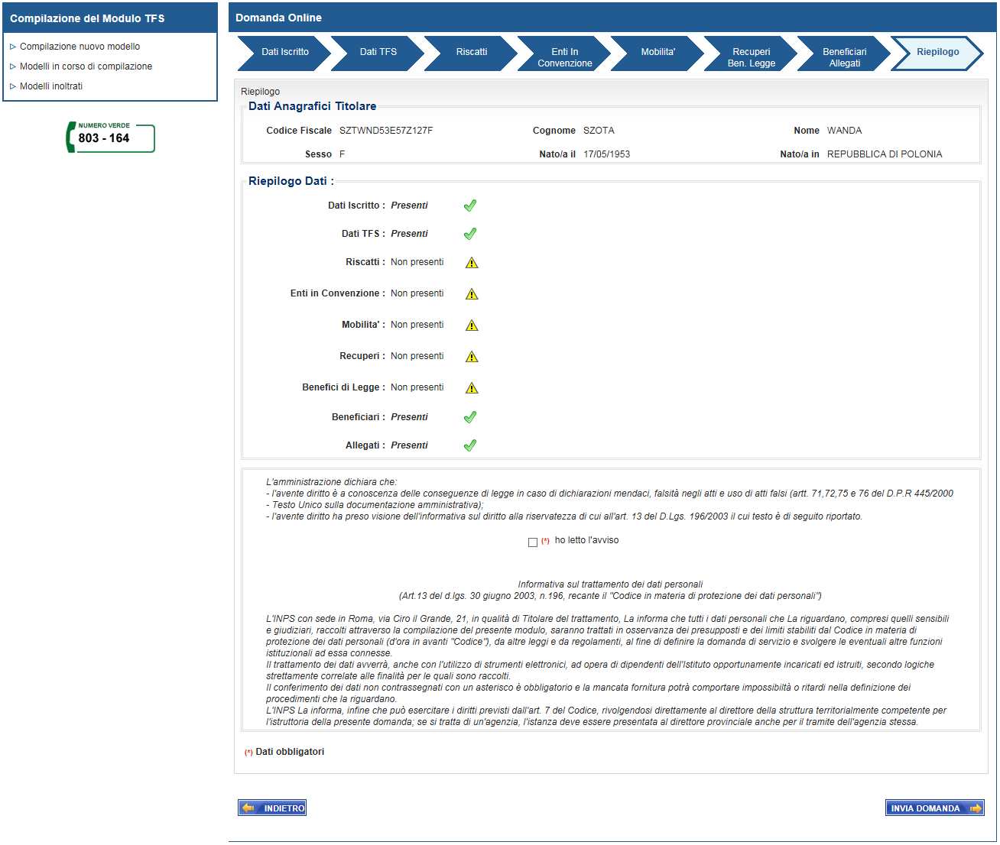 Compilazione del Modulo TFS
Compilazione nuovo modello
Modelli in corso di compilazione
Modelli inoltrati
NUMERO VERDE
803 - 164
Domanda Online
Dati Iscritto
Dati TFS
Riscatti
Enti In
Convenzione
Mobilita'
Recuperi
Ben. Legge
Beneficiari
Allegati
Riepilogo
Riepilogo
Dati Anagrafici Titolare
Codice Fiscale SZTWND53E57Z127F Cognome SZOTA Nome WANDA
Sesso F Nato/a il 17/05/1953 Nato/a in REPUBBLICA DI POLONIA
Riepilogo Dati :
Dati Iscritto : Presenti
Dati TFS : Presenti
Riscatti : Non presenti
Enti in Convenzione : Non presenti
Mobilita' : Non presenti
Recuperi : Non presenti
Benefici di Legge : Non presenti
Beneficiari : Presenti
Allegati : Presenti
L'amministrazione dichiara che:
- l'avente diritto è a conoscenza delle conseguenze di legge in caso di dichiarazioni mendaci, falsità negli atti e uso di atti falsi (artt. 71,72,75 e 76 del D.P.R 445/2000
- Testo Unico sulla documentazione amministrativa);
- l'avente diritto ha preso visione dell'informativa sul diritto alla riservatezza di cui all'art. 13 del D.Lgs. 196/2003 il cui testo è di seguito riportato.
(*) ho letto l'avviso
Informativa sul trattamento dei dati personali
(Art.13 del d.lgs. 30 giugno 2003, n.196, recante il "Codice in materia di protezione dei dati personali")
L'INPS con sede in Roma, via Ciro il Grande, 21, in qualità di Titolare del trattamento, La informa che tutti i dati personali che La riguardano, compresi quelli sensibili
e giudiziari, raccolti attraverso la compilazione del presente modulo, saranno trattati in osservanza dei presupposti e dei limiti stabiliti dal Codice in materia di
protezione dei dati personali (d'ora in avanti "Codice"), da altre leggi e da regolamenti, al fine di definire la domanda di servizio e svolgere le eventuali altre funzioni
istituzionali ad essa connesse.
Il trattamento dei dati avverrà, anche con l'utilizzo di strumenti elettronici, ad opera di dipendenti dell'Istituto opportunamente incaricati ed istruiti, secondo logiche
strettamente correlate alle finalità per le quali sono raccolti.
Il conferimento dei dati non contrassegnati con un asterisco è obbligatorio e la mancata fornitura potrà comportare impossibiltà o ritardi nella definizione dei
procedimenti che la riguardano.
L'INPS La informa, infine che può esercitare i diritti previsti dall'art. 7 del Codice, rivolgendosi direttamente al direttore della struttura territorialmente competente per
l'istruttoria della presente domanda; se si tratta di un'agenzia, l'istanza deve essere presentata al direttore provinciale anche per il tramite dell'agenzia stessa.
(*) Dati obbligatori
INDIETRO
INVIA DOMANDA